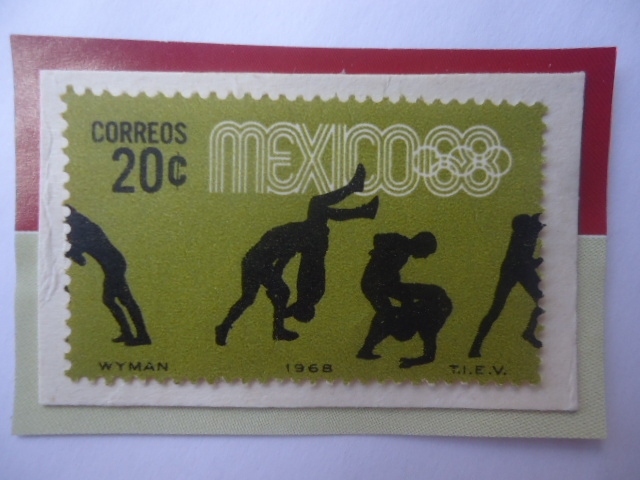 CORREOS
20¢
MEXICO68
WYMAN 1968 T.I.E.V.